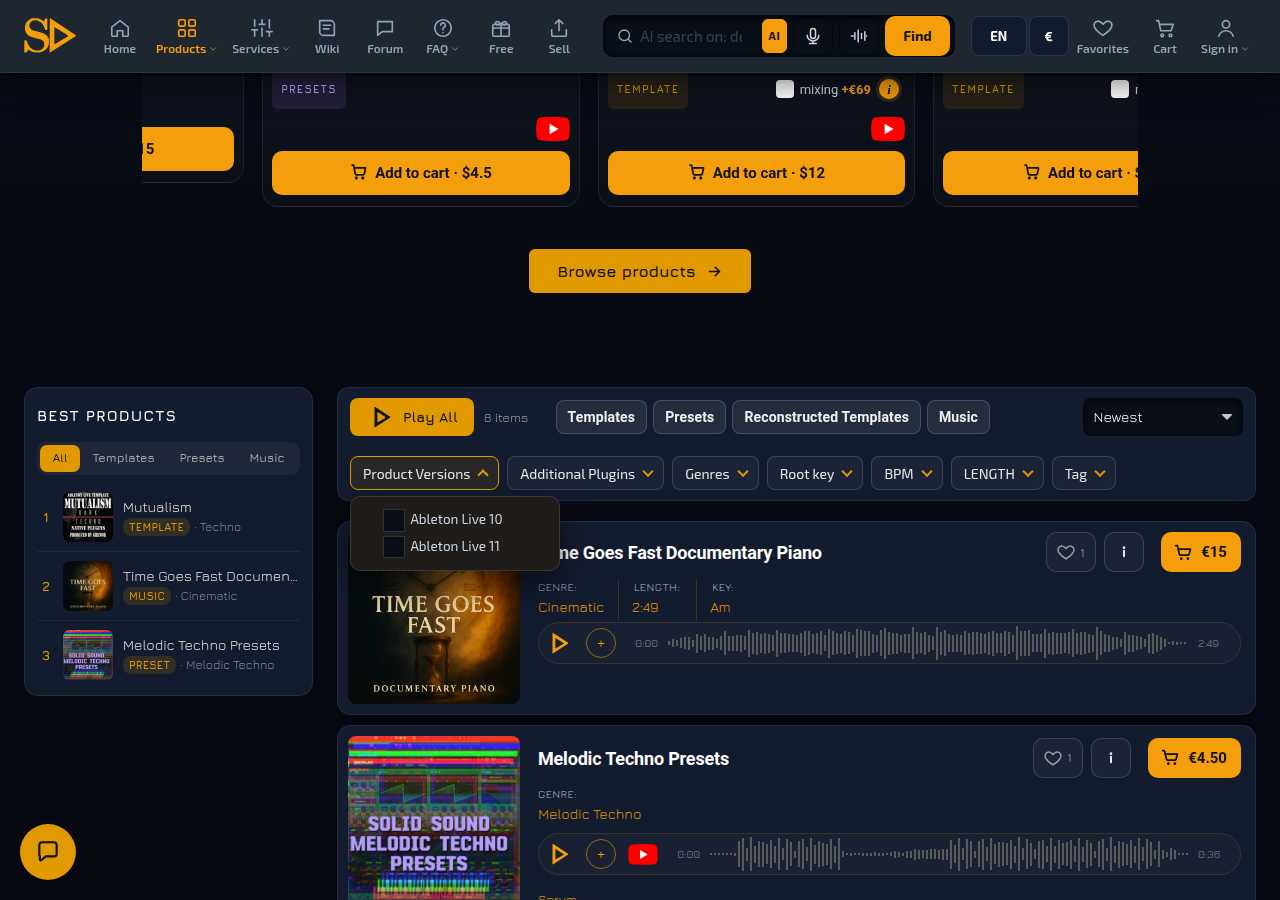 Home
Products
Services
Wiki
Forum
FAQ
Free
Sell
AI search on: dı
AI
Find
EN
€
Favorites
Cart
Sign in
15
PRESETS
Add to cart · $4.5
TEMPLATE
mixing +€69
i
Add to cart · $12
TEMPLATE
Add to cart ·
Browse products →
BEST PRODUCTS
All
Templates
Presets
Music
1
Mutualism
TEMPLATE · Techno
2
Time Goes Fast Documen...
MUSIC · Cinematic
3
Melodic Techno Presets
PRESET · Melodic Techno
Play All
8 items
Templates
Presets
Reconstructed Templates
Music
Newest
Product Versions
Additional Plugins
Genres
Root key
BPM
LENGTH
Tag
Ableton Live 10
Ableton Live 11
me Goes Fast Documentary Piano
1
i
€15
GENRE:
Cinematic
LENGTH:
2:49
KEY:
Am
+
0:00
2:49
TIME GOES
FAST
DOCUMENTARY PIANO
Melodic Techno Presets
1
i
€4.50
GENRE:
Melodic Techno
+
0:00
0:36
SOLID SOUND
MELODIC TECHNO
PRESETS